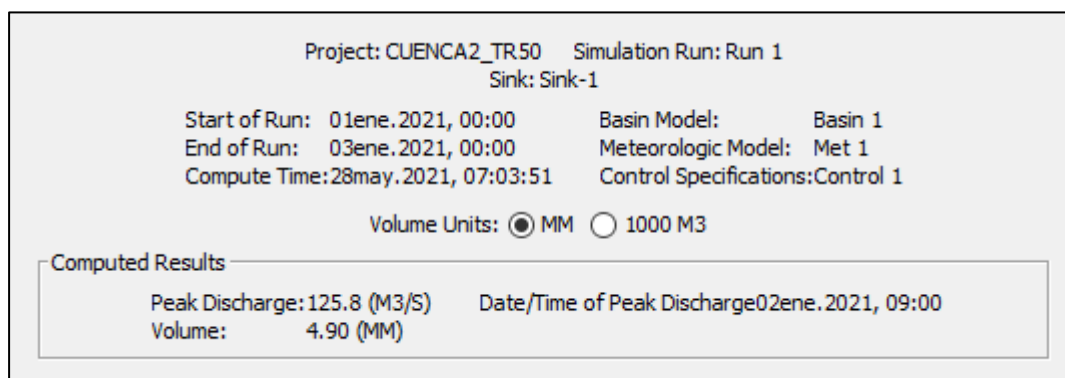 Project: CUENCA2_TR50 Simulation Run: Run 1
Sink: Sink-1
Start of Run: 01ene.2021, 00:00 Basin Model: Basin 1
End of Run: 03ene.2021, 00:00 Meteorologic Model: Met 1
Compute Time:28may.2021, 07:03:51 Control Specifications:Control 1
Volume Units: MM 1000 M3
Computed Results
Peak Discharge:125.8 (M3/S) Date/Time of Peak Discharge02ene.2021, 09:00
Volume: 4.90 (MM)